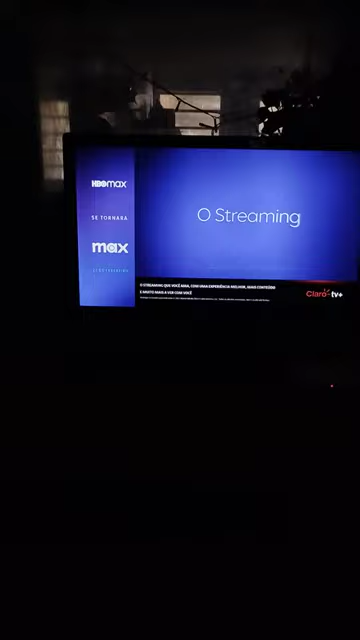 HBOmax
SE TORNARÁ
max
O Streaming
O STREAMING QUE VOCÊ AMA, COM UMA EXPERIÊNCIA MELHOR, MAIS CONTEÚDO
E MUITO MAIS A VER COM VOCÊ
Claro tv+